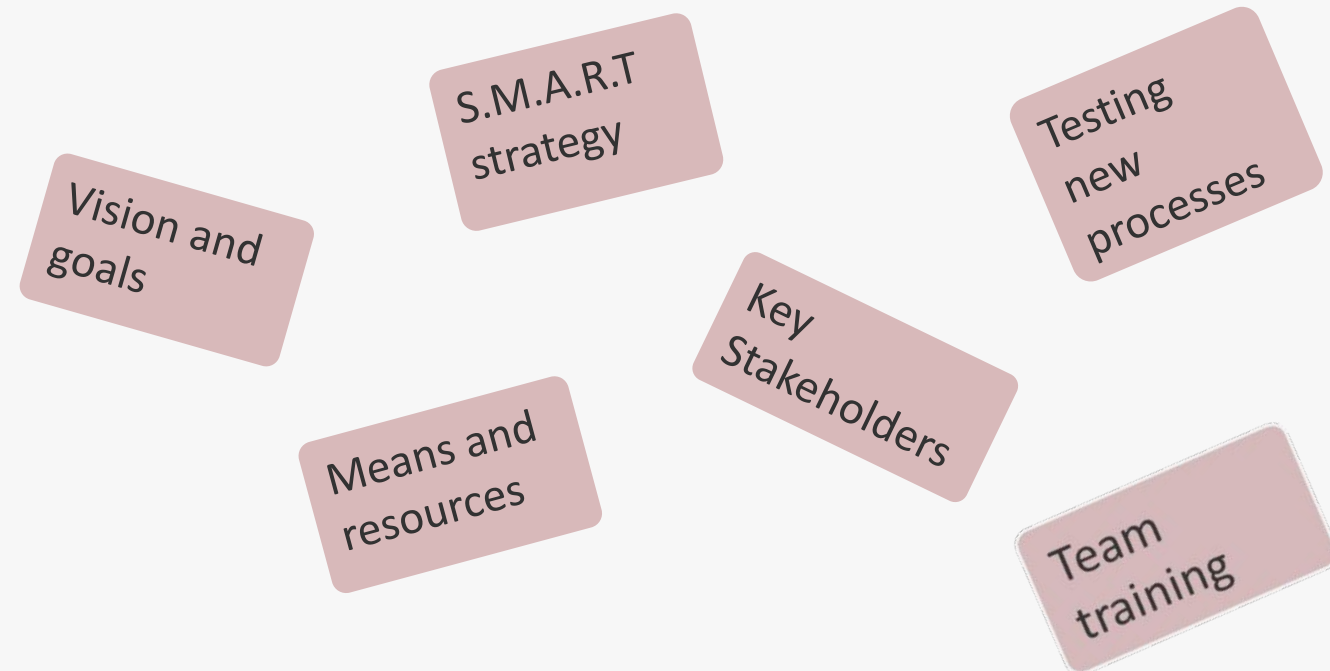 S.M.A.R.T
strategy
Testing
new
processes
Vision and
goals
Key
Stakeholders
Means and
resources
Team
training